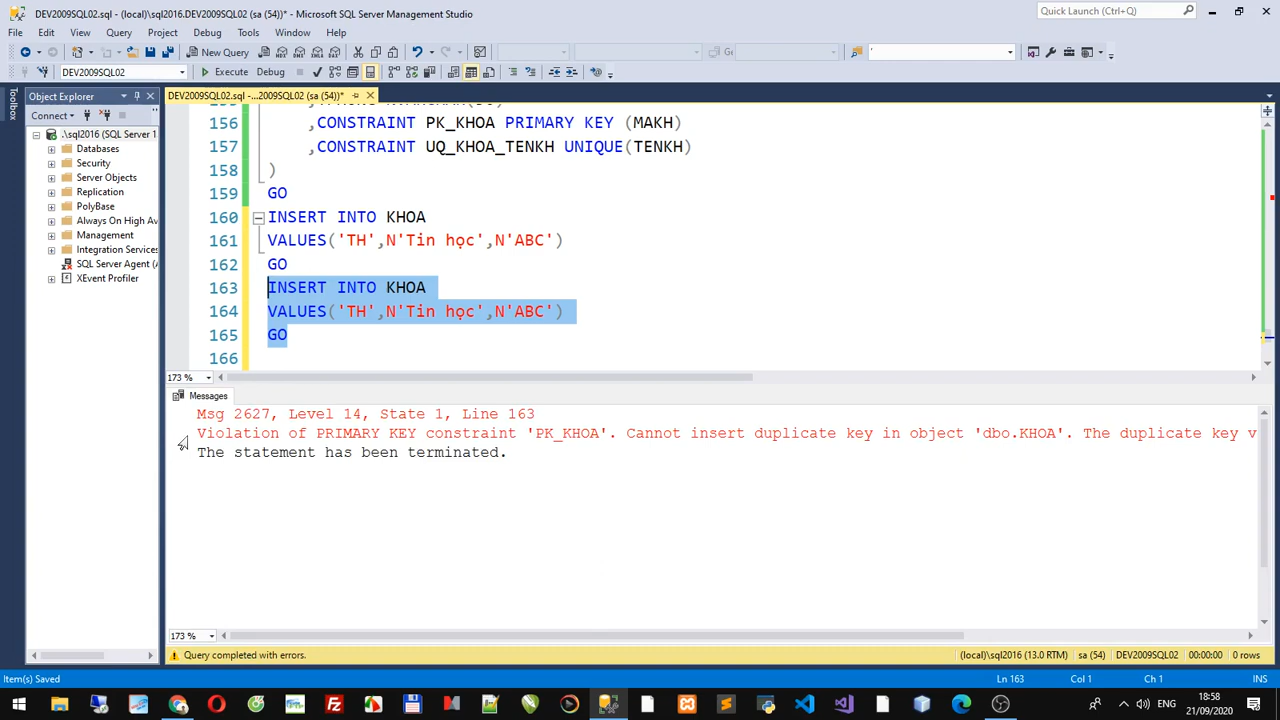 DEV2009SQL02.sql - (local)\sql2016.DEV2009SQL02 (sa (54))* - Microsoft SQL Server Management Studio
Quick Launch (Ctrl+Q)
File Edit View Query Project Debug Tools Window Help
New Query
DEV2009SQL02 Execute Debug
Toolbox
Object Explorer
DEV2009SQL02.sql -...2009SQL02 (sa (54))*
Connect
.\sql2016 (SQL Server 1
Databases
Security
Server Objects
Replication
PolyBase
Always On High Av
Management
Integration Services
SQL Server Agent (A
XEvent Profiler
156 ,CONSTRAINT PK_KHOA PRIMARY KEY (MAKH)
157 ,CONSTRAINT UQ_KHOA_TENKH UNIQUE(TENKH)
158 )
159 GO
160 INSERT INTO KHOA
161 VALUES('TH',N'Tin học',N'ABC')
162 GO
163 INSERT INTO KHOA
164 VALUES('TH',N'Tin học',N'ABC')
165 GO
166
173 %
Messages
Msg 2627, Level 14, State 1, Line 163
Violation of PRIMARY KEY constraint 'PK_KHOA'. Cannot insert duplicate key in object 'dbo.KHOA'. The duplicate key v
The statement has been terminated.
173 %
Query completed with errors.
(local)\sql2016 (13.0 RTM) sa (54) DEV2009SQL02 00:00:00 0 rows
Item(s) Saved
Ln 163 Col 1 Ch 1 INS
ENG
18:58
21/09/2020